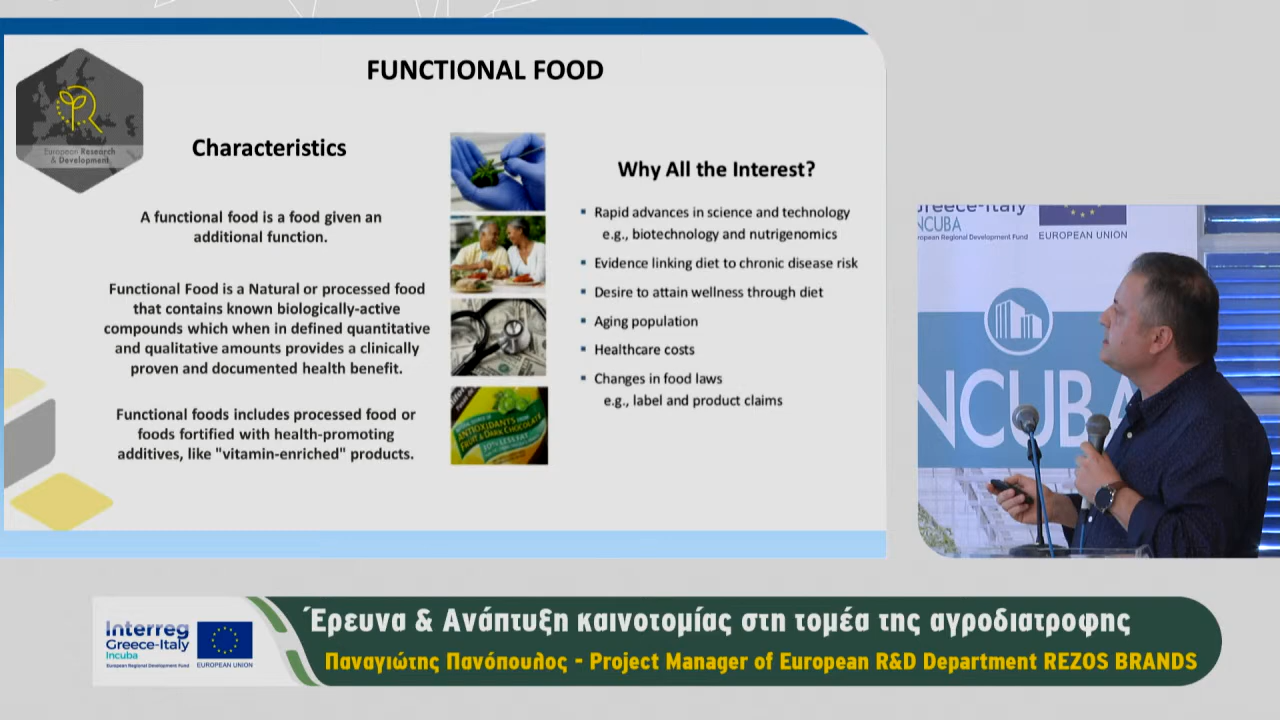 FUNCTIONAL FOOD
European Research
& Development
Characteristics
A functional food is a food given an
additional function.
Functional Food is a Natural or processed food
that contains known biologically-active
compounds which when in defined quantitative
and qualitative amounts provides a clinically
proven and documented health benefit.
Functional foods includes processed food or
foods fortified with health-promoting
additives, like "vitamin-enriched" products.
ANTIOXIDANTS FROM
FRUIT & DARK CHOCOLATE
Why All the Interest?
▪ Rapid advances in science and technology
e.g., biotechnology and nutrigenomics
▪ Evidence linking diet to chronic disease risk
▪ Desire to attain wellness through diet
▪ Aging population
▪ Healthcare costs
▪ Changes in food laws
e.g., label and product claims
Greece-Italy
INCUBA
European Regional Development Fund
EUROPEAN UNION
NCUBA
Interreg
Greece-Italy
Incuba
European Regional Development Fund
EUROPEAN UNION
Έρευνα & Ανάπτυξη καινοτομίας στη τομέα της αγροδιατροφης
Παναγιώτης Πανόπουλος - Project Manager of European R&D Department REZOS BRANDS